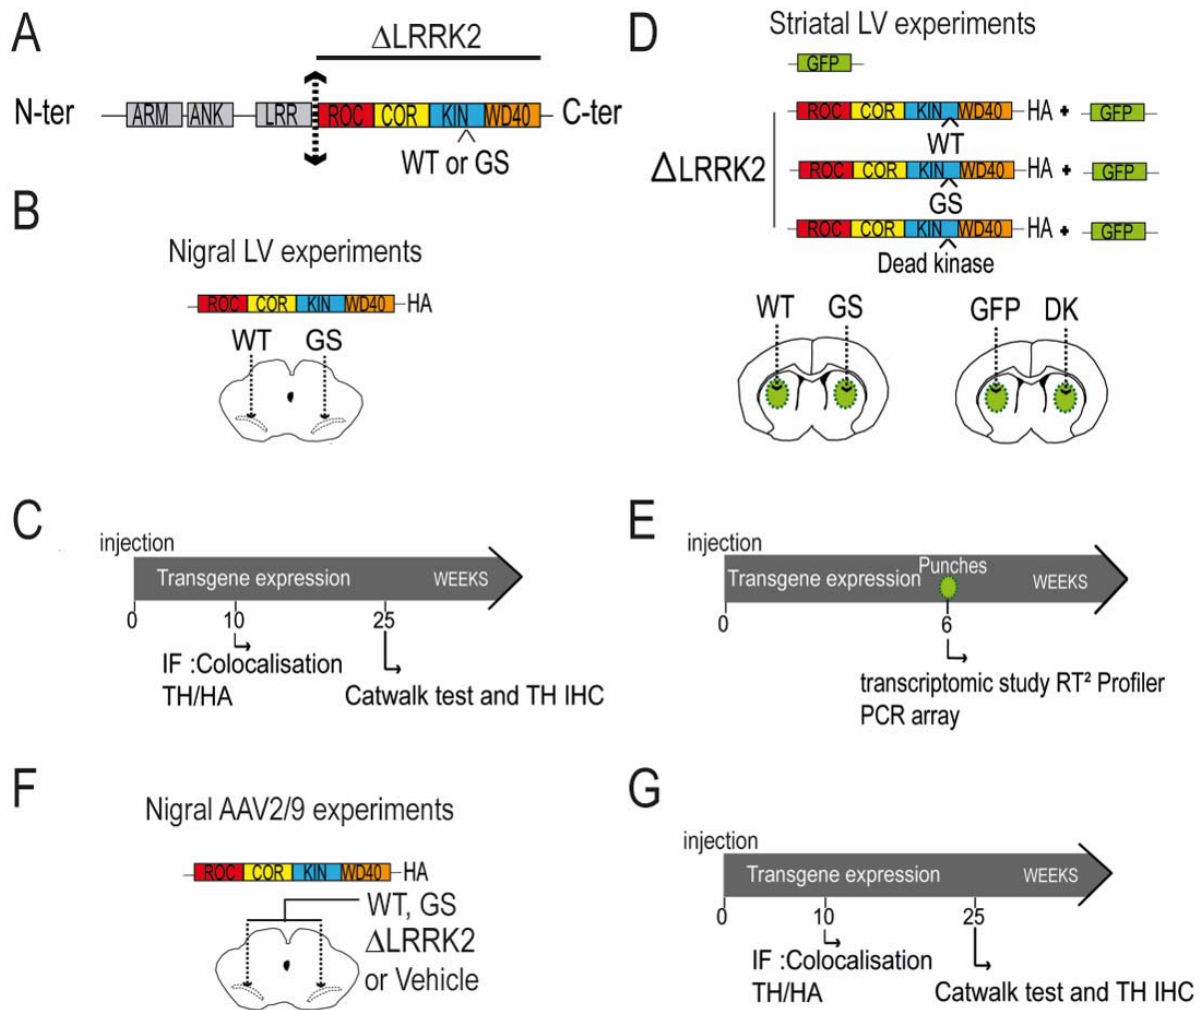 A
ΔLRRK2
N-ter
ARM ANK LRR ROC COR KIN WD40
C-ter
WT or GS
B
Nigral LV experiments
ROC COR KIN WD40 HA
WT GS
C
injection
Transgene expression WEEKS
0 10 25
IF :Colocalisation
TH/HA
Catwalk test and TH IHC
D
Striatal LV experiments
GFP
ΔLRRK2
ROC COR KIN WD40 HA + GFP
WT
ROC COR KIN WD40 HA + GFP
GS
ROC COR KIN WD40 HA + GFP
Dead kinase
WT GS GFP DK
E
injection
Transgene expression Punches WEEKS
0 6
transcriptomic study RT² Profiler
PCR array
F
Nigral AAV2/9 experiments
ROC COR KIN WD40 HA
WT, GS
ΔLRRK2
or Vehicle
G
injection
Transgene expression WEEKS
0 10 25
IF :Colocalisation
TH/HA
Catwalk test and TH IHC